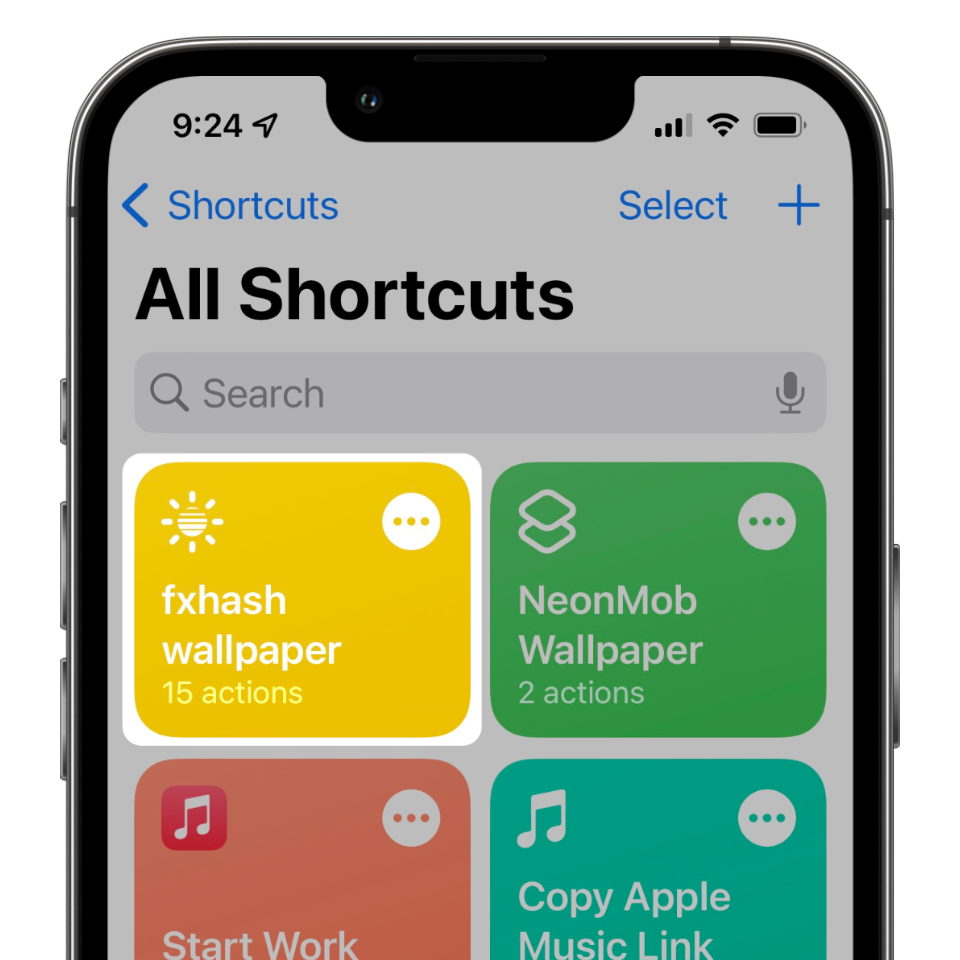 9:24
Shortcuts
Select
All Shortcuts
Search
fxhash
wallpaper
15 actions
NeonMob
Wallpaper
2 actions
Start Work
Copy Apple
Music Link